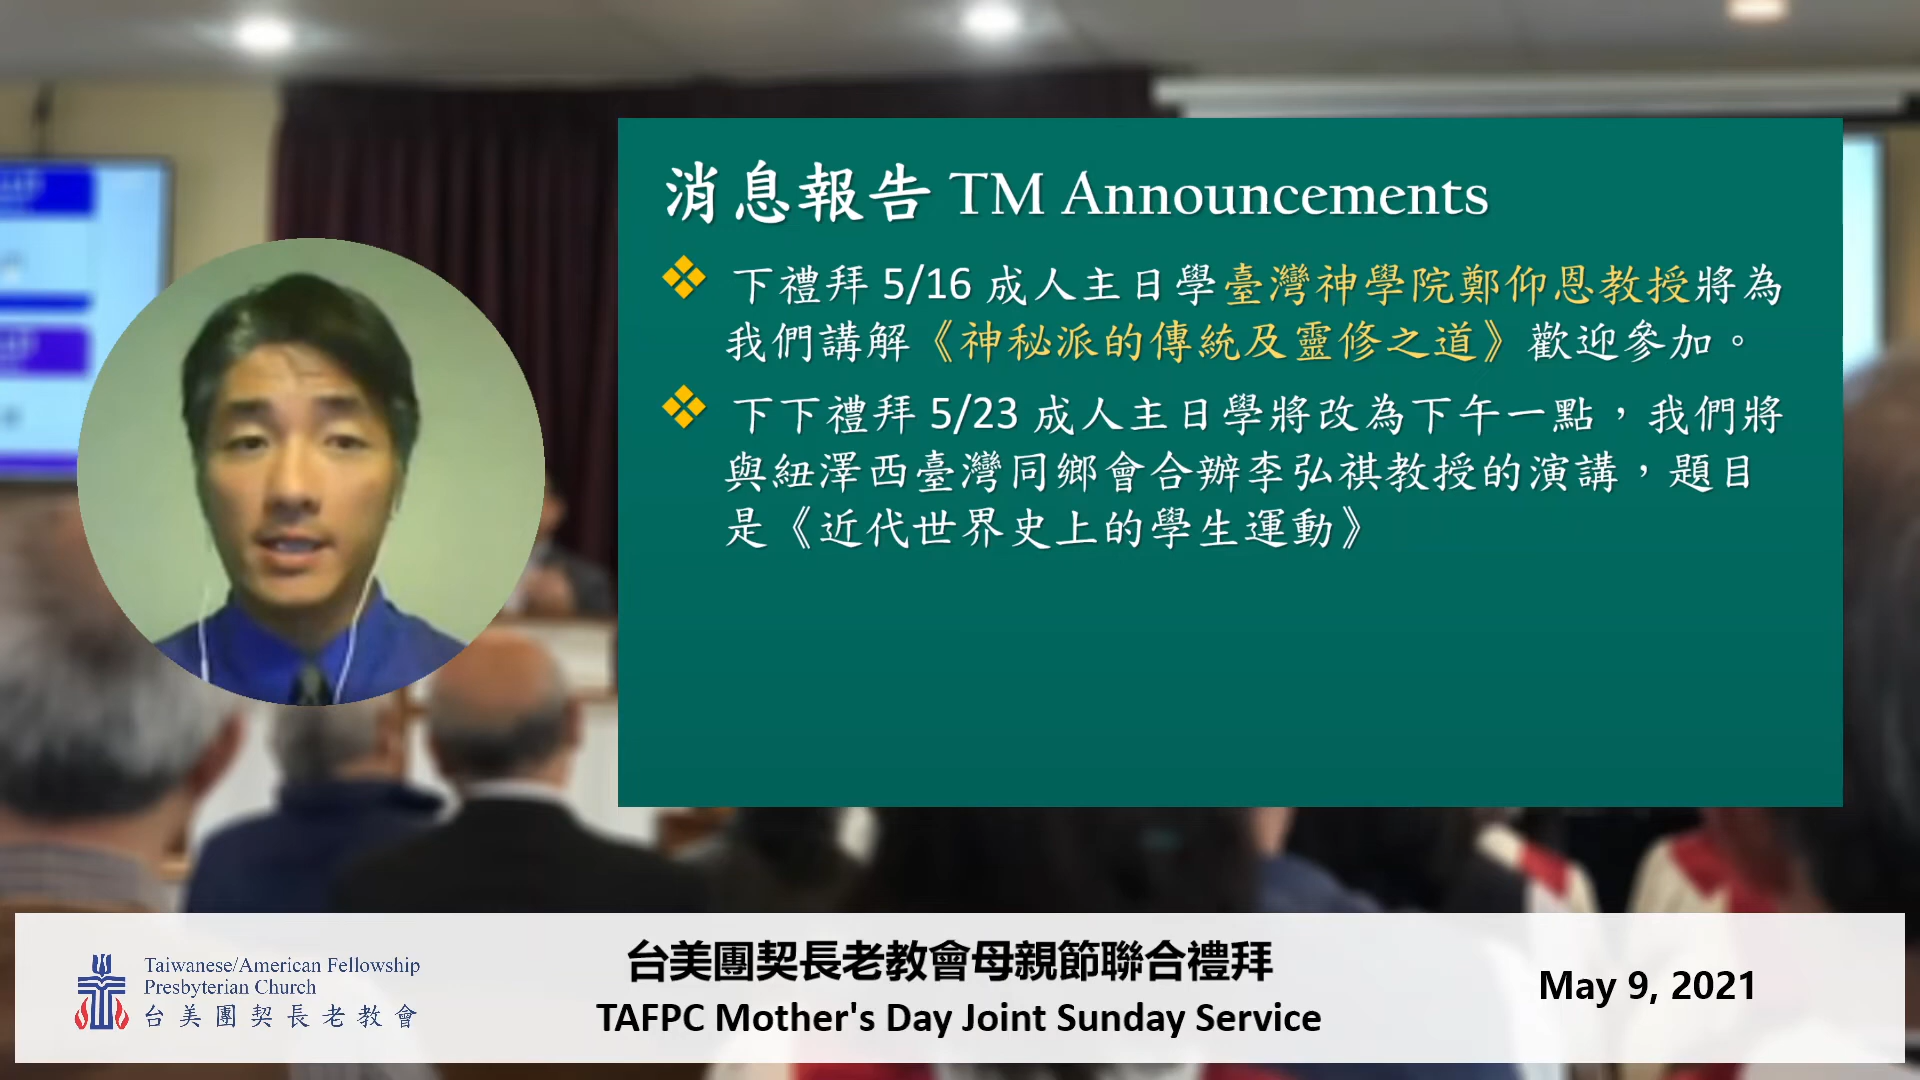 消息報告 TM Announcements
下禮拜 5/16 成人主日學臺灣神學院鄭仰恩教授將為
我們講解《神秘派的傳統及靈修之道》歡迎參加。
下下禮拜 5/23 成人主日學將改為下午一點，我們將
與紐澤西臺灣同鄉會合辦李弘祺教授的演講，題目
是《近代世界史上的學生運動》
Taiwanese/American Fellowship
Presbyterian Church
台美團契長老教會
台美團契長老教會母親節聯合禮拜
TAFPC Mother's Day Joint Sunday Service
May 9, 2021